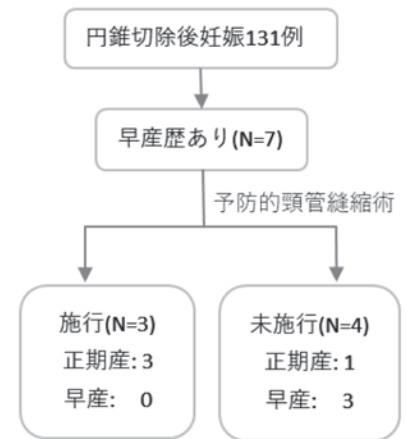 円錐切除後妊娠131例
早産歴あり(N=7)
予防的頸管縫縮術
施行(N=3)
正期産: 3
早産: 0
未施行(N=4)
正期産: 1
早産: 3